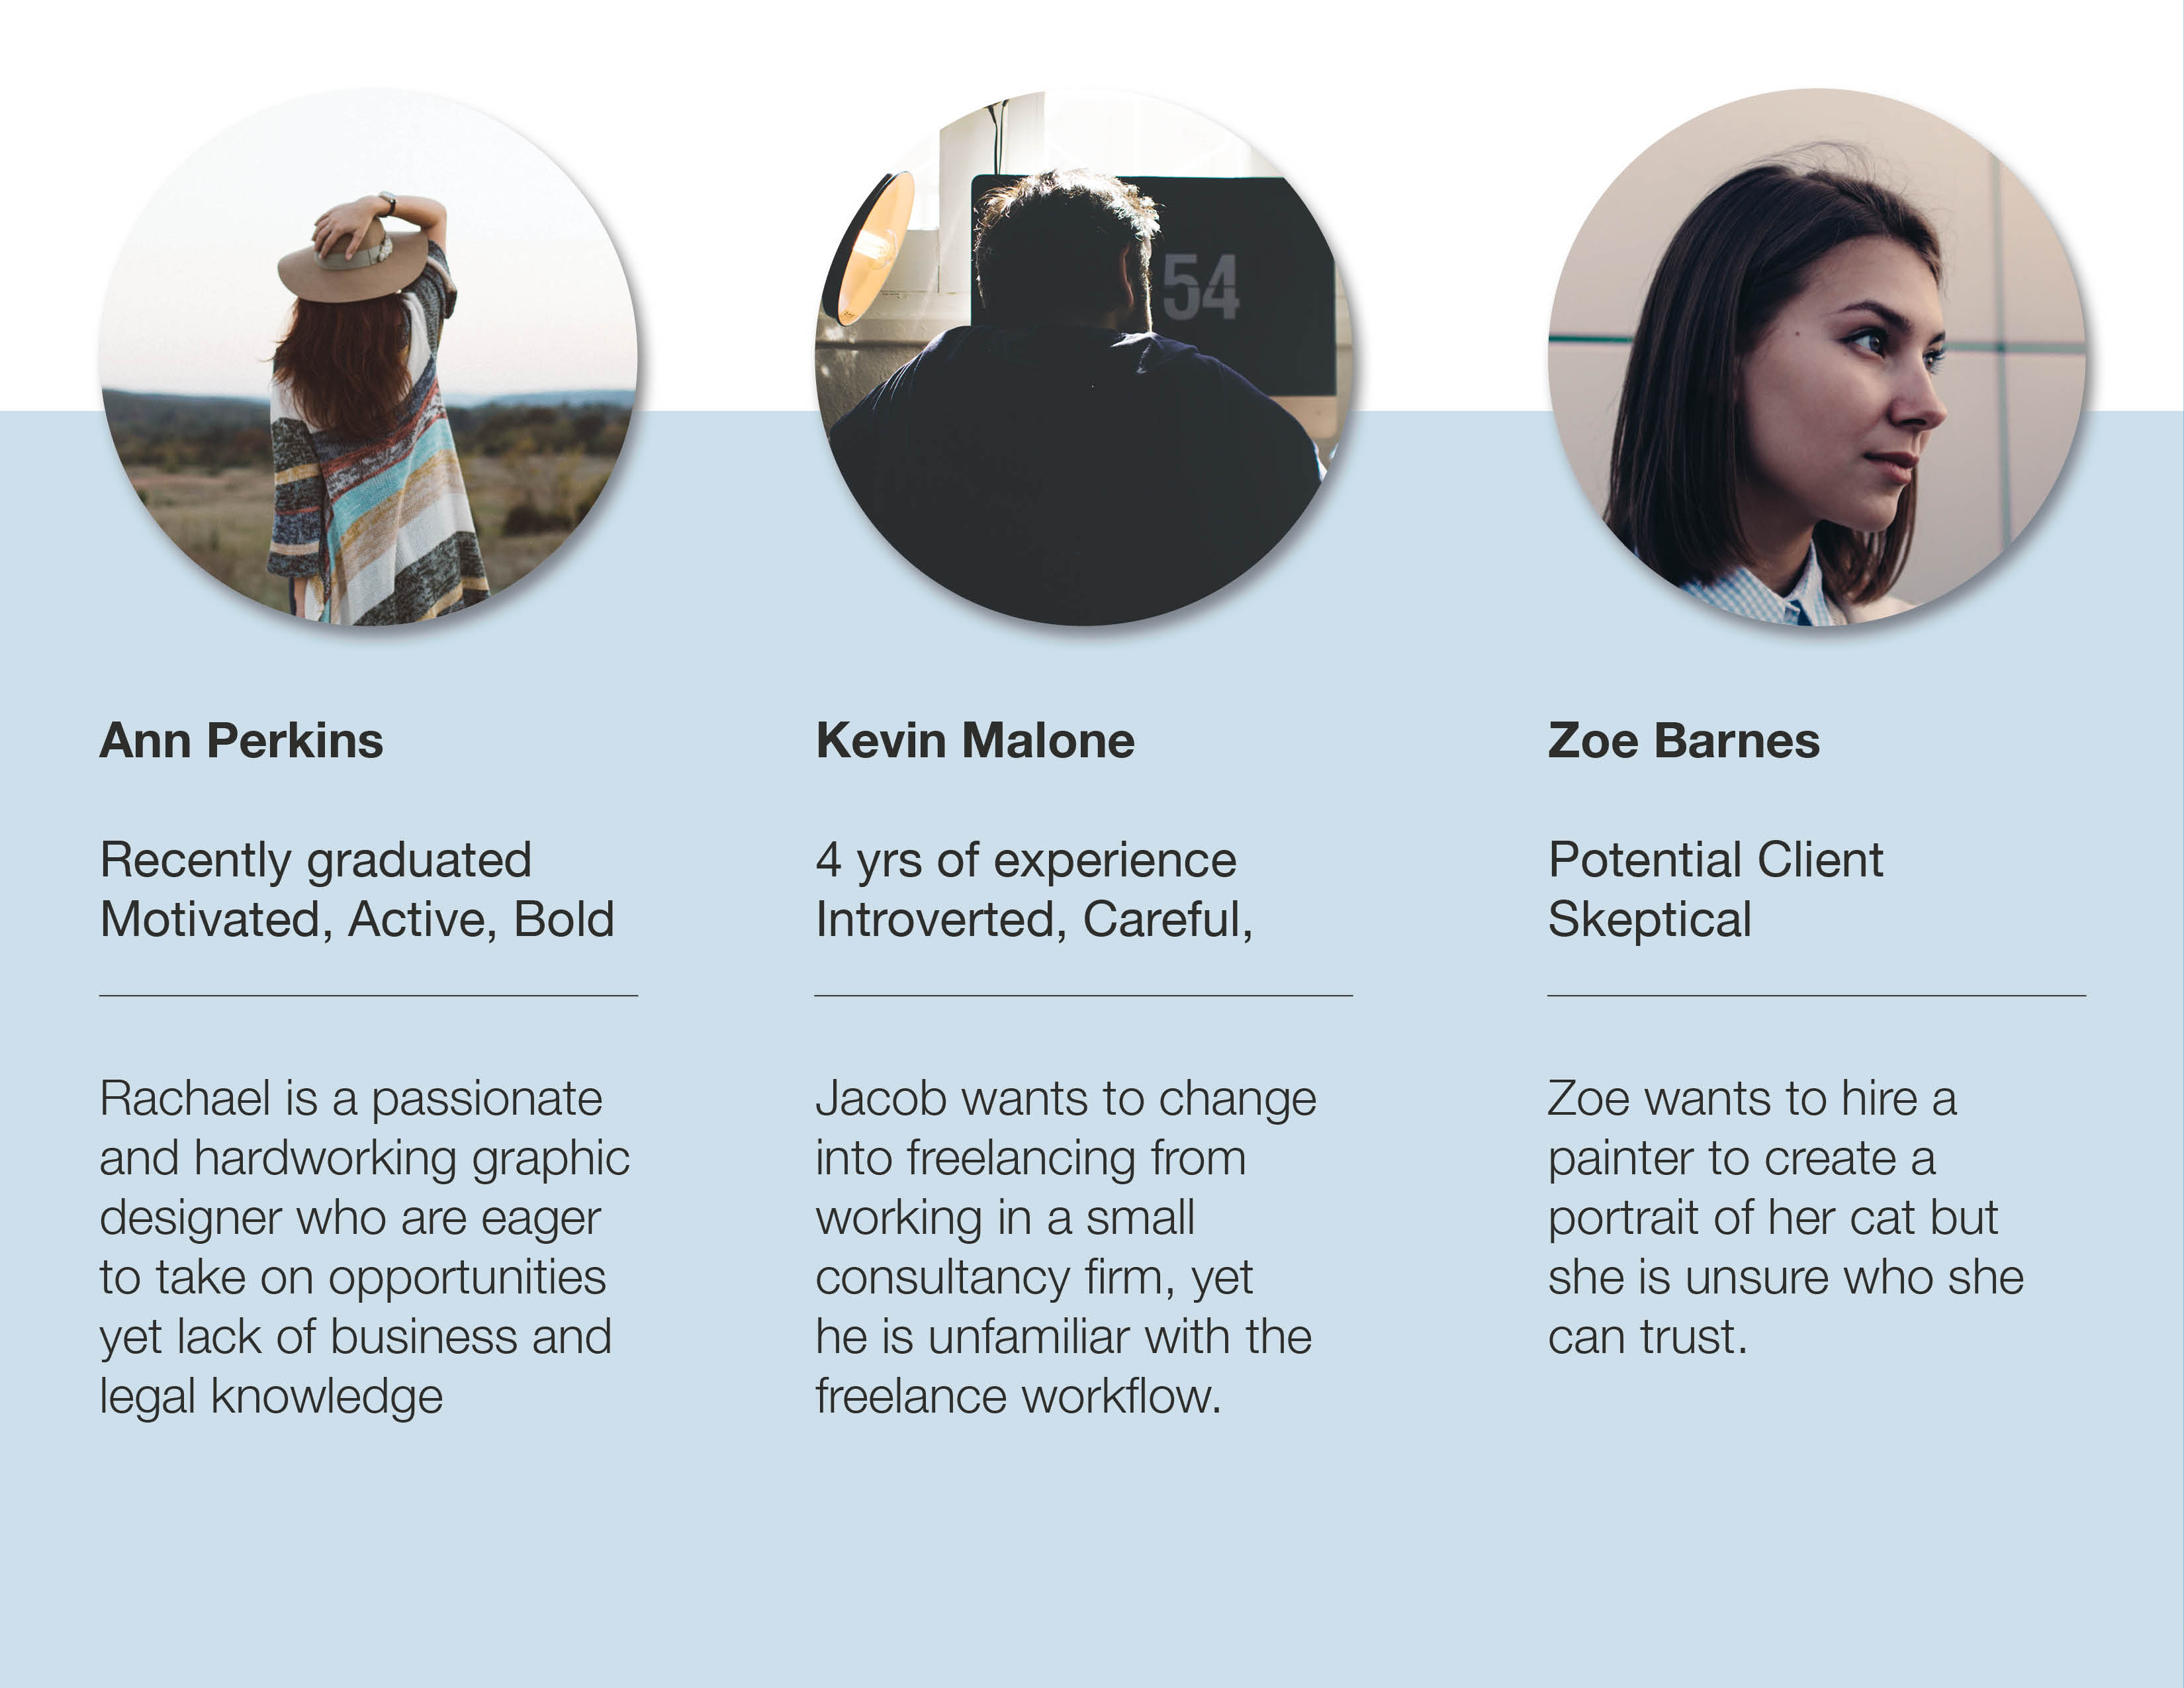 54
Ann Perkins
Recently graduated
Motivated, Active, Bold
Rachael is a passionate
and hardworking graphic
designer who are eager
to take on opportunities
yet lack of business and
legal knowledge
Kevin Malone
4 yrs of experience
Introverted, Careful,
Jacob wants to change
into freelancing from
working in a small
consultancy firm, yet
he is unfamiliar with the
freelance workflow.
Zoe Barnes
Potential Client
Skeptical
Zoe wants to hire a
painter to create a
portrait of her cat but
she is unsure who she
can trust.